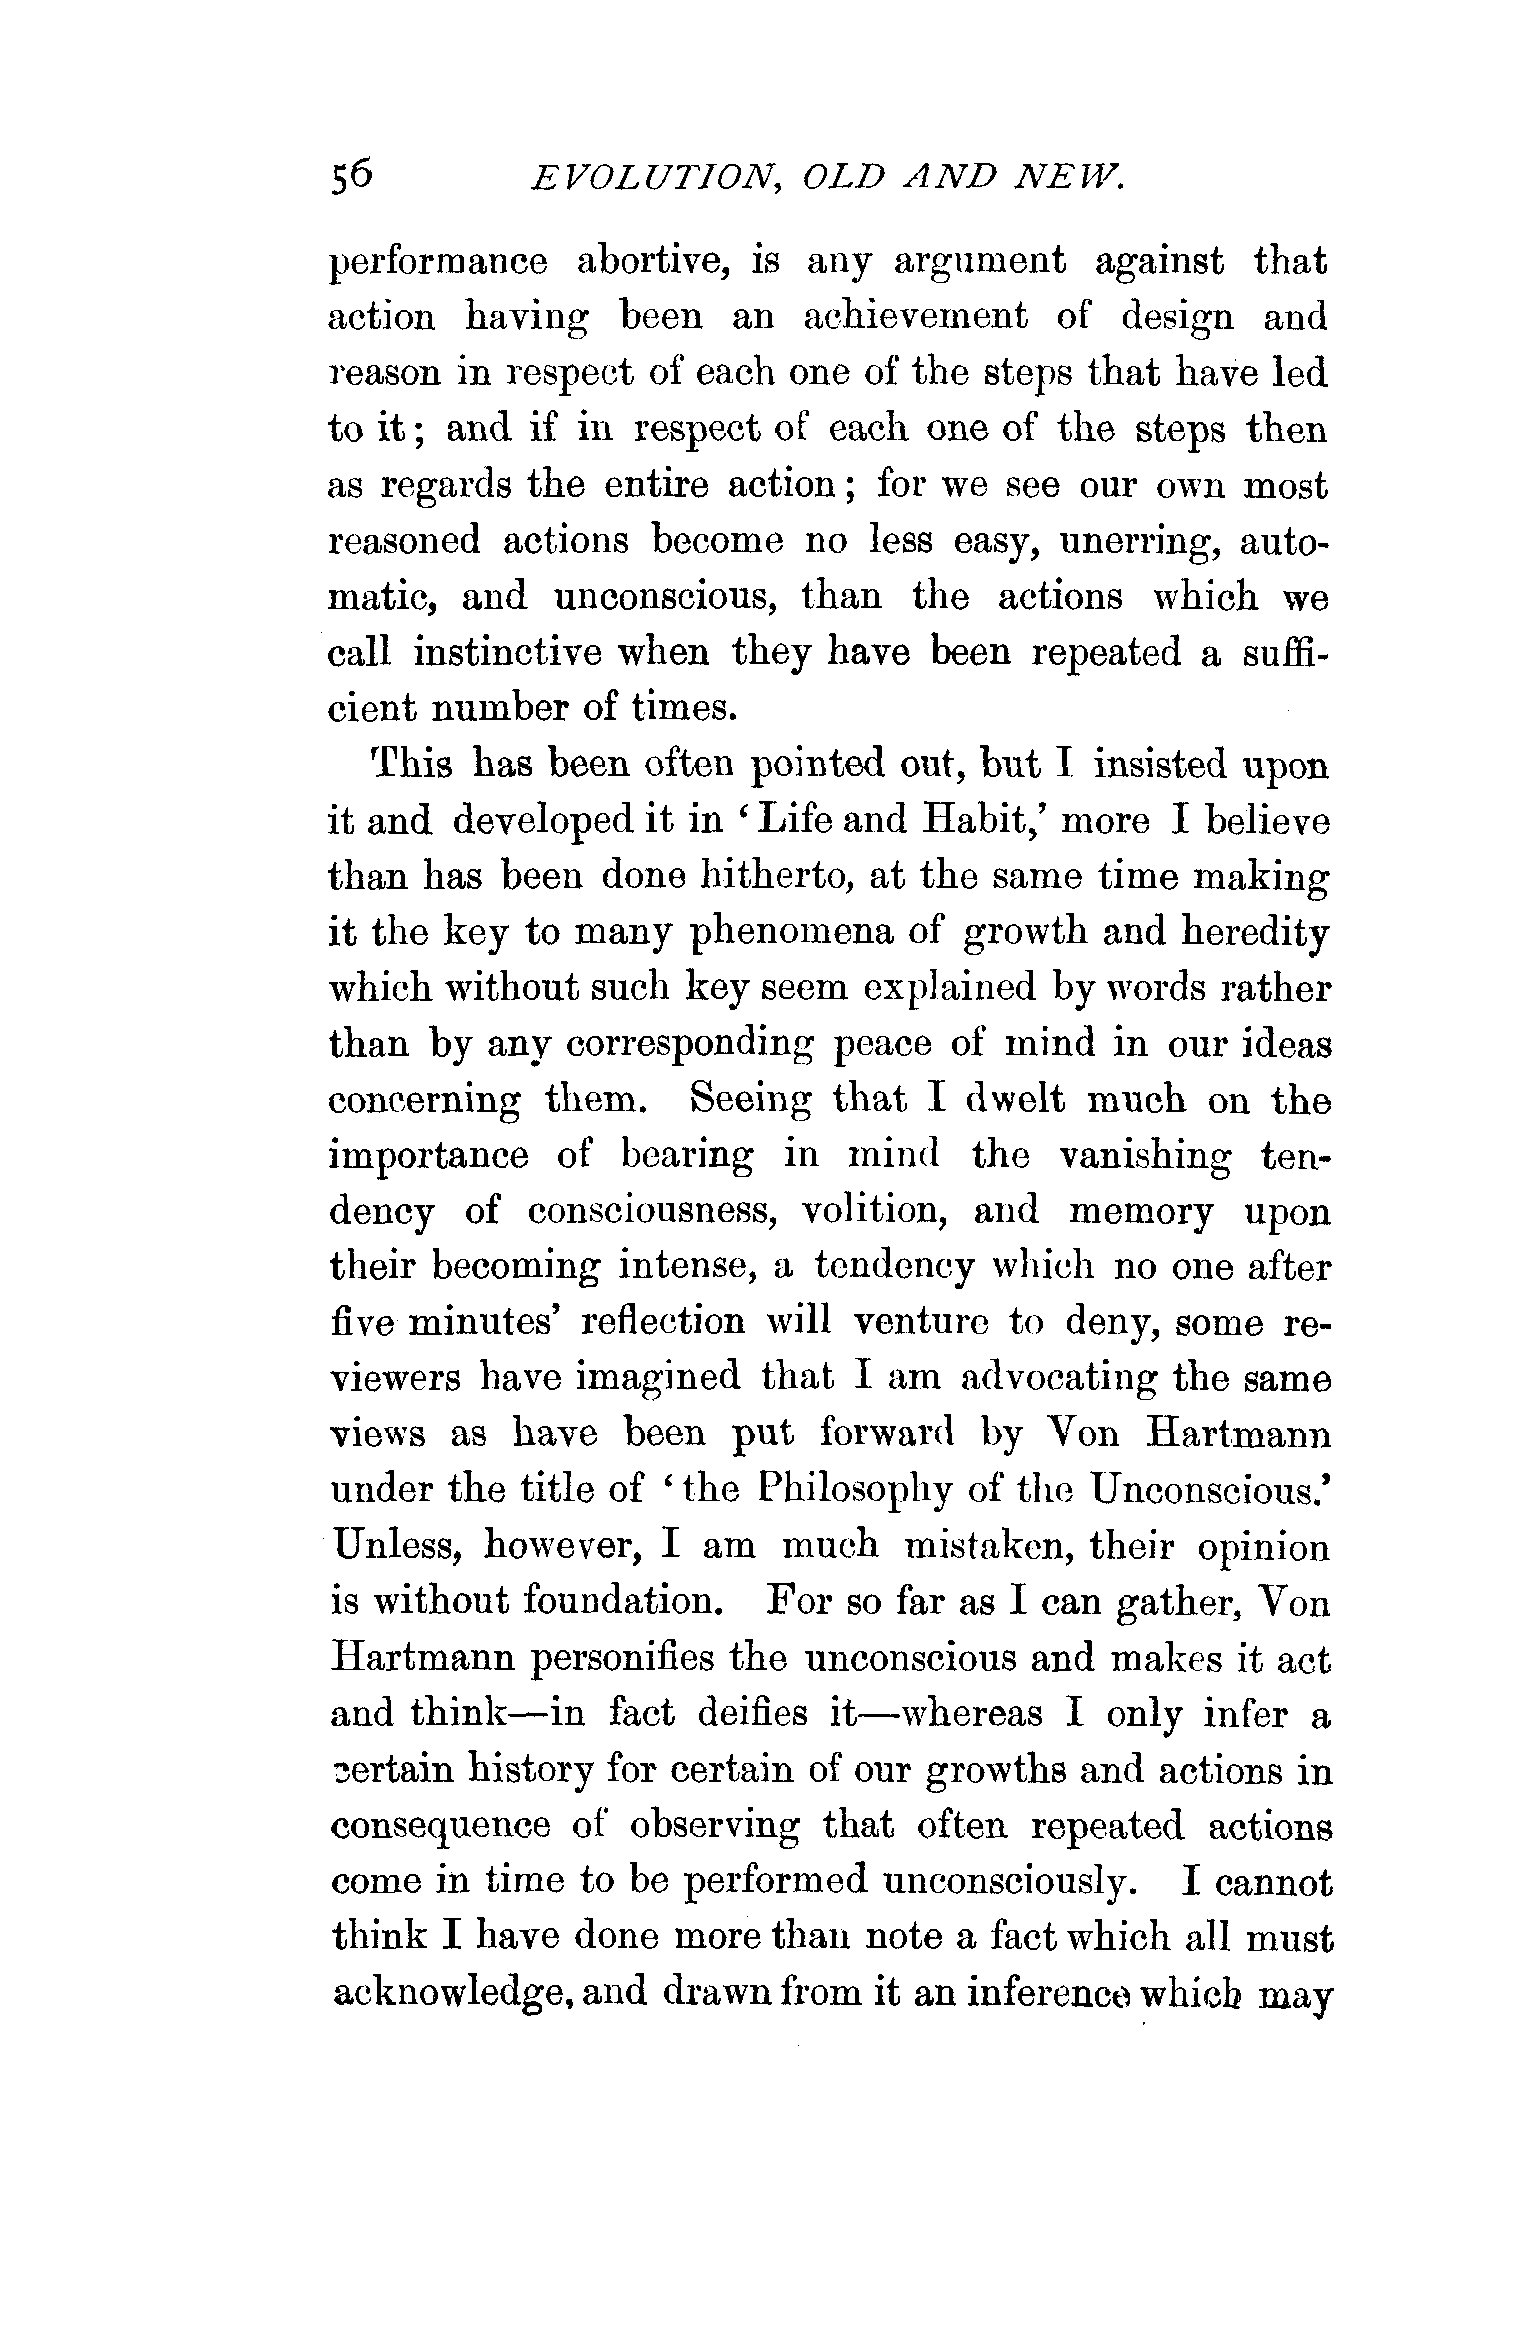 56 EVOLUTION, OLD AND NEW.
performance abortive, is any argument against that
action having been an achievement of design and
reason in respect of each one of the steps that have led
to it; and if in respect of each one of the steps then
as regards the entire action; for we see our own most
reasoned actions become no less easy, unerring, auto-
matic, and unconscious, than the actions which we
call instinctive when they have been repeated a suffi-
cient number of times.
This has been often pointed out, but I insisted upon
it and developed it in ‘Life and Habit,’ more I believe
than has been done hitherto, at the same time making
it the key to many phenomena of growth and heredity
which without such key seem explained by words rather
than by any corresponding peace of mind in our ideas
concerning them. Seeing that I dwelt much on the
importance of bearing in mind the vanishing ten-
dency of consciousness, volition, and memory upon
their becoming intense, a tendency which no one after
five minutes’ reflection will venture to deny, some re-
viewers have imagined that I am advocating the same
views as have been put forward by Von Hartmann
under the title of ‘the Philosophy of the Unconscious.’
Unless, however, I am much mistaken, their opinion
is without foundation. For so far as I can gather, Von
Hartmann personifies the unconscious and makes it act
and think—in fact deifies it—whereas I only infer a
certain history for certain of our growths and actions in
consequence of observing that often repeated actions
come in time to be performed unconsciously. I cannot
think I have done more than note a fact which all must
acknowledge, and drawn from it an inference which may